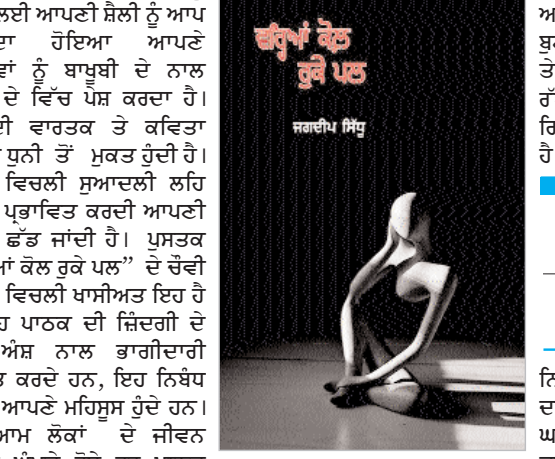 ਲਈ ਆਪਣੀ ਸ਼ੈਲੀ ਨੂੰ ਆਪ
ਹੋਇਆ ਆਪਣੇ
ਨੂੰ ਬਾਖੂਬੀ ਦੇ ਨਾਲ
ਦੇ ਵਿੱਚ ਪੇਸ਼ ਕਰਦਾ ਹੈ।
ਵਾਰਤਕ ਤੇ ਕਵਿਤਾ
ਧੁਨੀ ਤੋਂ ਮੁਕਤ ਹੁੰਦੀ ਹੈ।
ਵਿਚਲੀ ਸੁਆਦਲੀ ਲਹਿ
ਪ੍ਰਭਾਵਿਤ ਕਰਦੀ ਆਪਣੀ
ਛੱਡ ਜਾਂਦੀ ਹੈ। ਪੁਸਤਕ
ਕੋਲ ਰੁਕੇ ਪਲ” ਦੇ ਚੌਵੀ
ਵਿਚਲੀ ਖਾਸੀਅਤ ਇਹ ਹੈ
ਪਾਠਕ ਦੀ ਜ਼ਿੰਦਗੀ ਦੇ
ਅੰਸ਼ ਨਾਲ ਭਾਗੀਦਾਰੀ
ਕਰਦੇ ਹਨ, ਇਹ ਨਿਬੰਧ
ਆਪਣੇ ਮਹਿਸੂਸ ਹੁੰਦੇ ਹਨ।
ਆਮ ਲੋਕਾਂ ਦੇ ਜੀਵਨ
ਵਰ੍ਹਿਆਂ ਕੋਲ
ਰੁਕੇ ਪਲ
ਜਗਦੀਪ ਸਿੱਧੂ
ਤੇ
ਹੈ